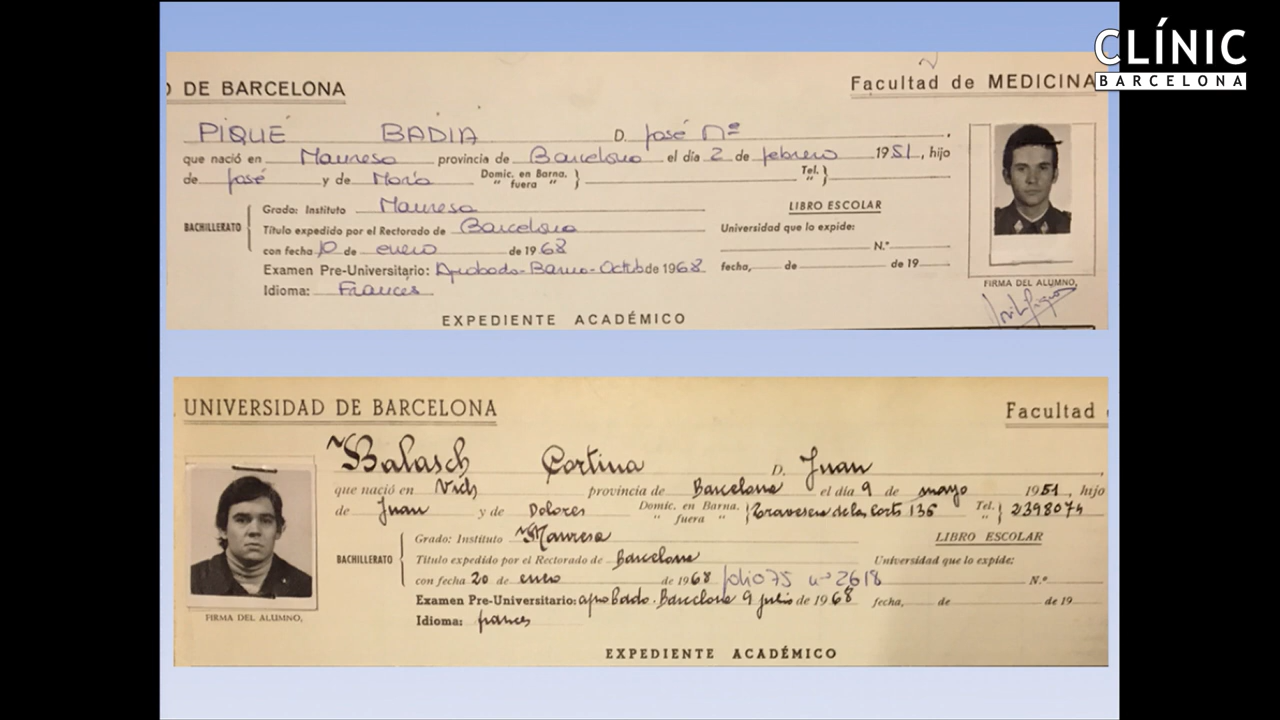 CLÍNIC
BARCELONA
D DE BARCELONA
Facultad de MEDICINA
PIQUÉ BADIA D. José Mª
que nació en Manresa provincia de Barcelona el día 2 de febrero 1951, hijo
de José y de María Domic. en Barna. " fuera " } Tel. " }
Grado: Instituto Manresa LIBRO ESCOLAR
BACHILLERATO Título expedido por el Rectorado de Barcelona Universidad que lo expide:
con fecha 10 de enero de 1968 N.º
Examen Pre-Universitario: Aprobado-Barna-Octub de 1968 fecha, de de 19
Idioma: Francés
FIRMA DEL ALUMNO,
EXPEDIENTE ACADÉMICO
UNIVERSIDAD DE BARCELONA
Facultad
Balasch Cortina D. Juan
que nació en Vich provincia de Barcelona el día 9 de mayo 1951, hijo
de Juan y de Dolores Domic. en Barna. " fuera " } Travesera de las Corts 136 Tel. " } 2398074
Grado: Instituto Manresa LIBRO ESCOLAR
BACHILLERATO Título expedido por el Rectorado de Barcelona Universidad que lo expide:
con fecha 20 de enero de 1968 folio 75 nº 2618 N.º
Examen Pre-Universitario: aprobado. Barcelona 9 julio de 1968 fecha, de de 19
Idioma: francés
FIRMA DEL ALUMNO,
EXPEDIENTE ACADÉMICO